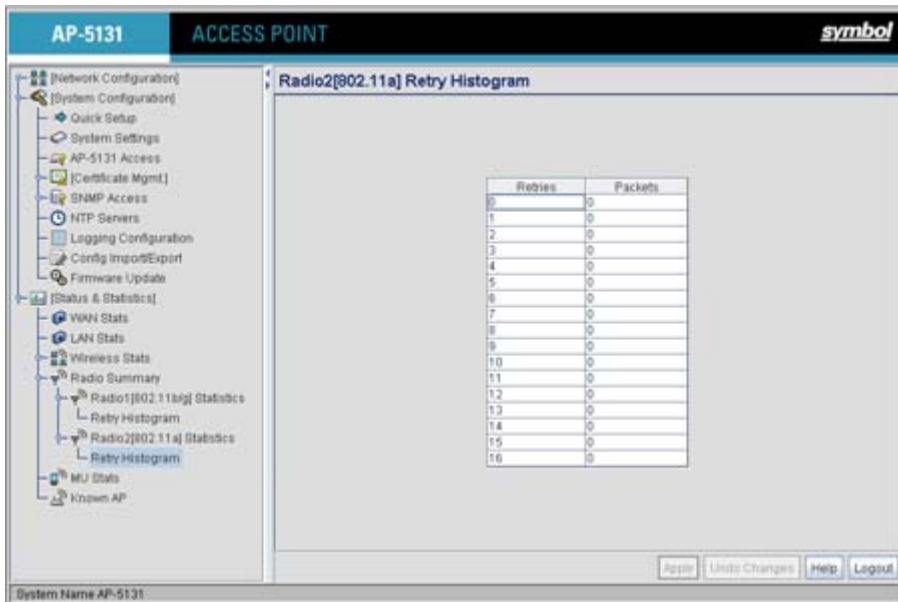 AP-5131
ACCESS POINT
symbol
[Network Configuration]
[System Configuration]
Quick Setup
System Settings
AP-5131 Access
[Certificate Mgmt.]
SNMP Access
NTP Servers
Logging Configuration
Config Import/Export
Firmware Update
[Status & Statistics]
WAN Stats
LAN Stats
Wireless Stats
Radio Summary
Radio1[802.11b/g] Statistics
Retry Histogram
Radio2[802.11a] Statistics
Retry Histogram
MU Stats
Known AP
Radio2[802.11a] Retry Histogram
Retries Packets
0 0
1 0
2 0
3 0
4 0
5 0
6 0
7 0
8 0
9 0
10 0
11 0
12 0
13 0
14 0
15 0
16 0
Apply Undo Changes Help Logout
System Name AP-5131